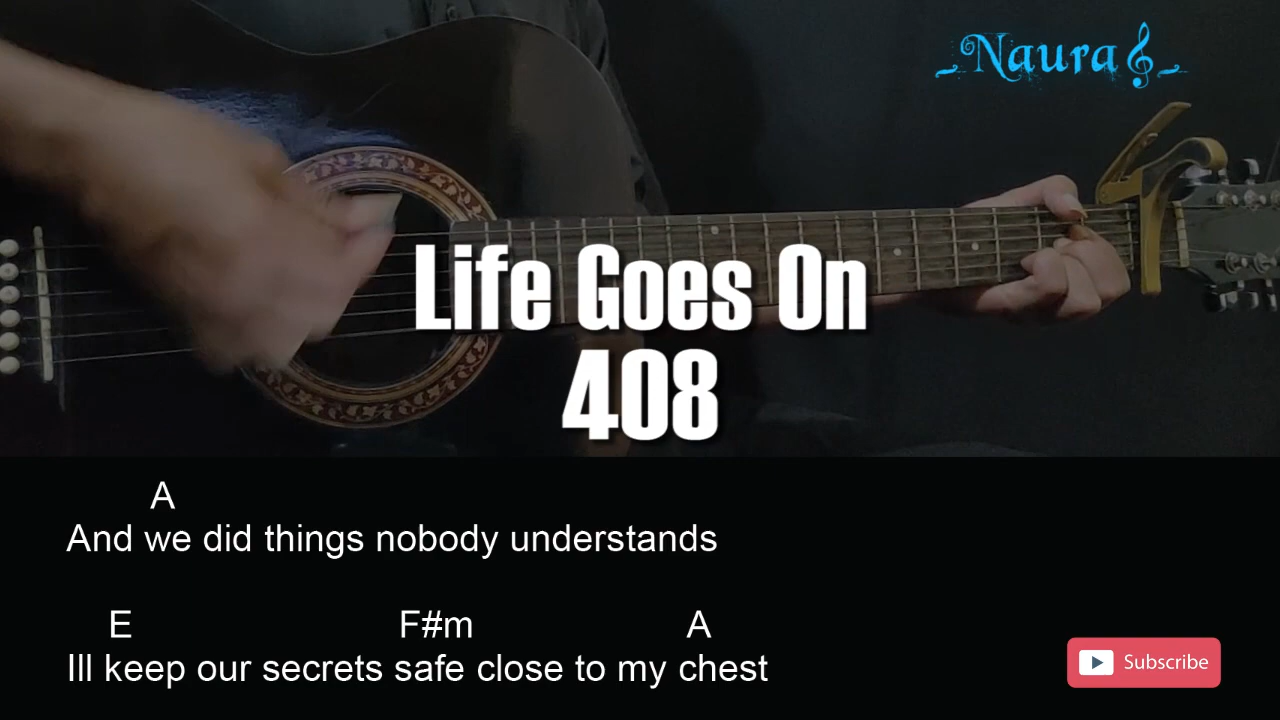 Naura
Life Goes On
408
A
And we did things nobody understands
E F#m A
Ill keep our secrets safe close to my chest
Subscribe